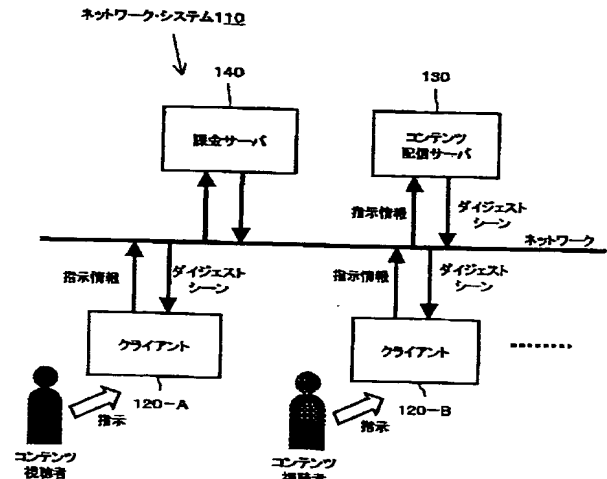 ネットワーク・システム110
140
130
課金サーバ
コンテンツ
配信サーバ
指示情報
ダイジェスト
シーン
ネットワーク
指示情報
ダイジェスト
シーン
指示情報
ダイジェスト
シーン
クライアント
クライアント
120-A
120-B
指示
指示
コンテンツ
視聴者
コンテンツ
視聴者